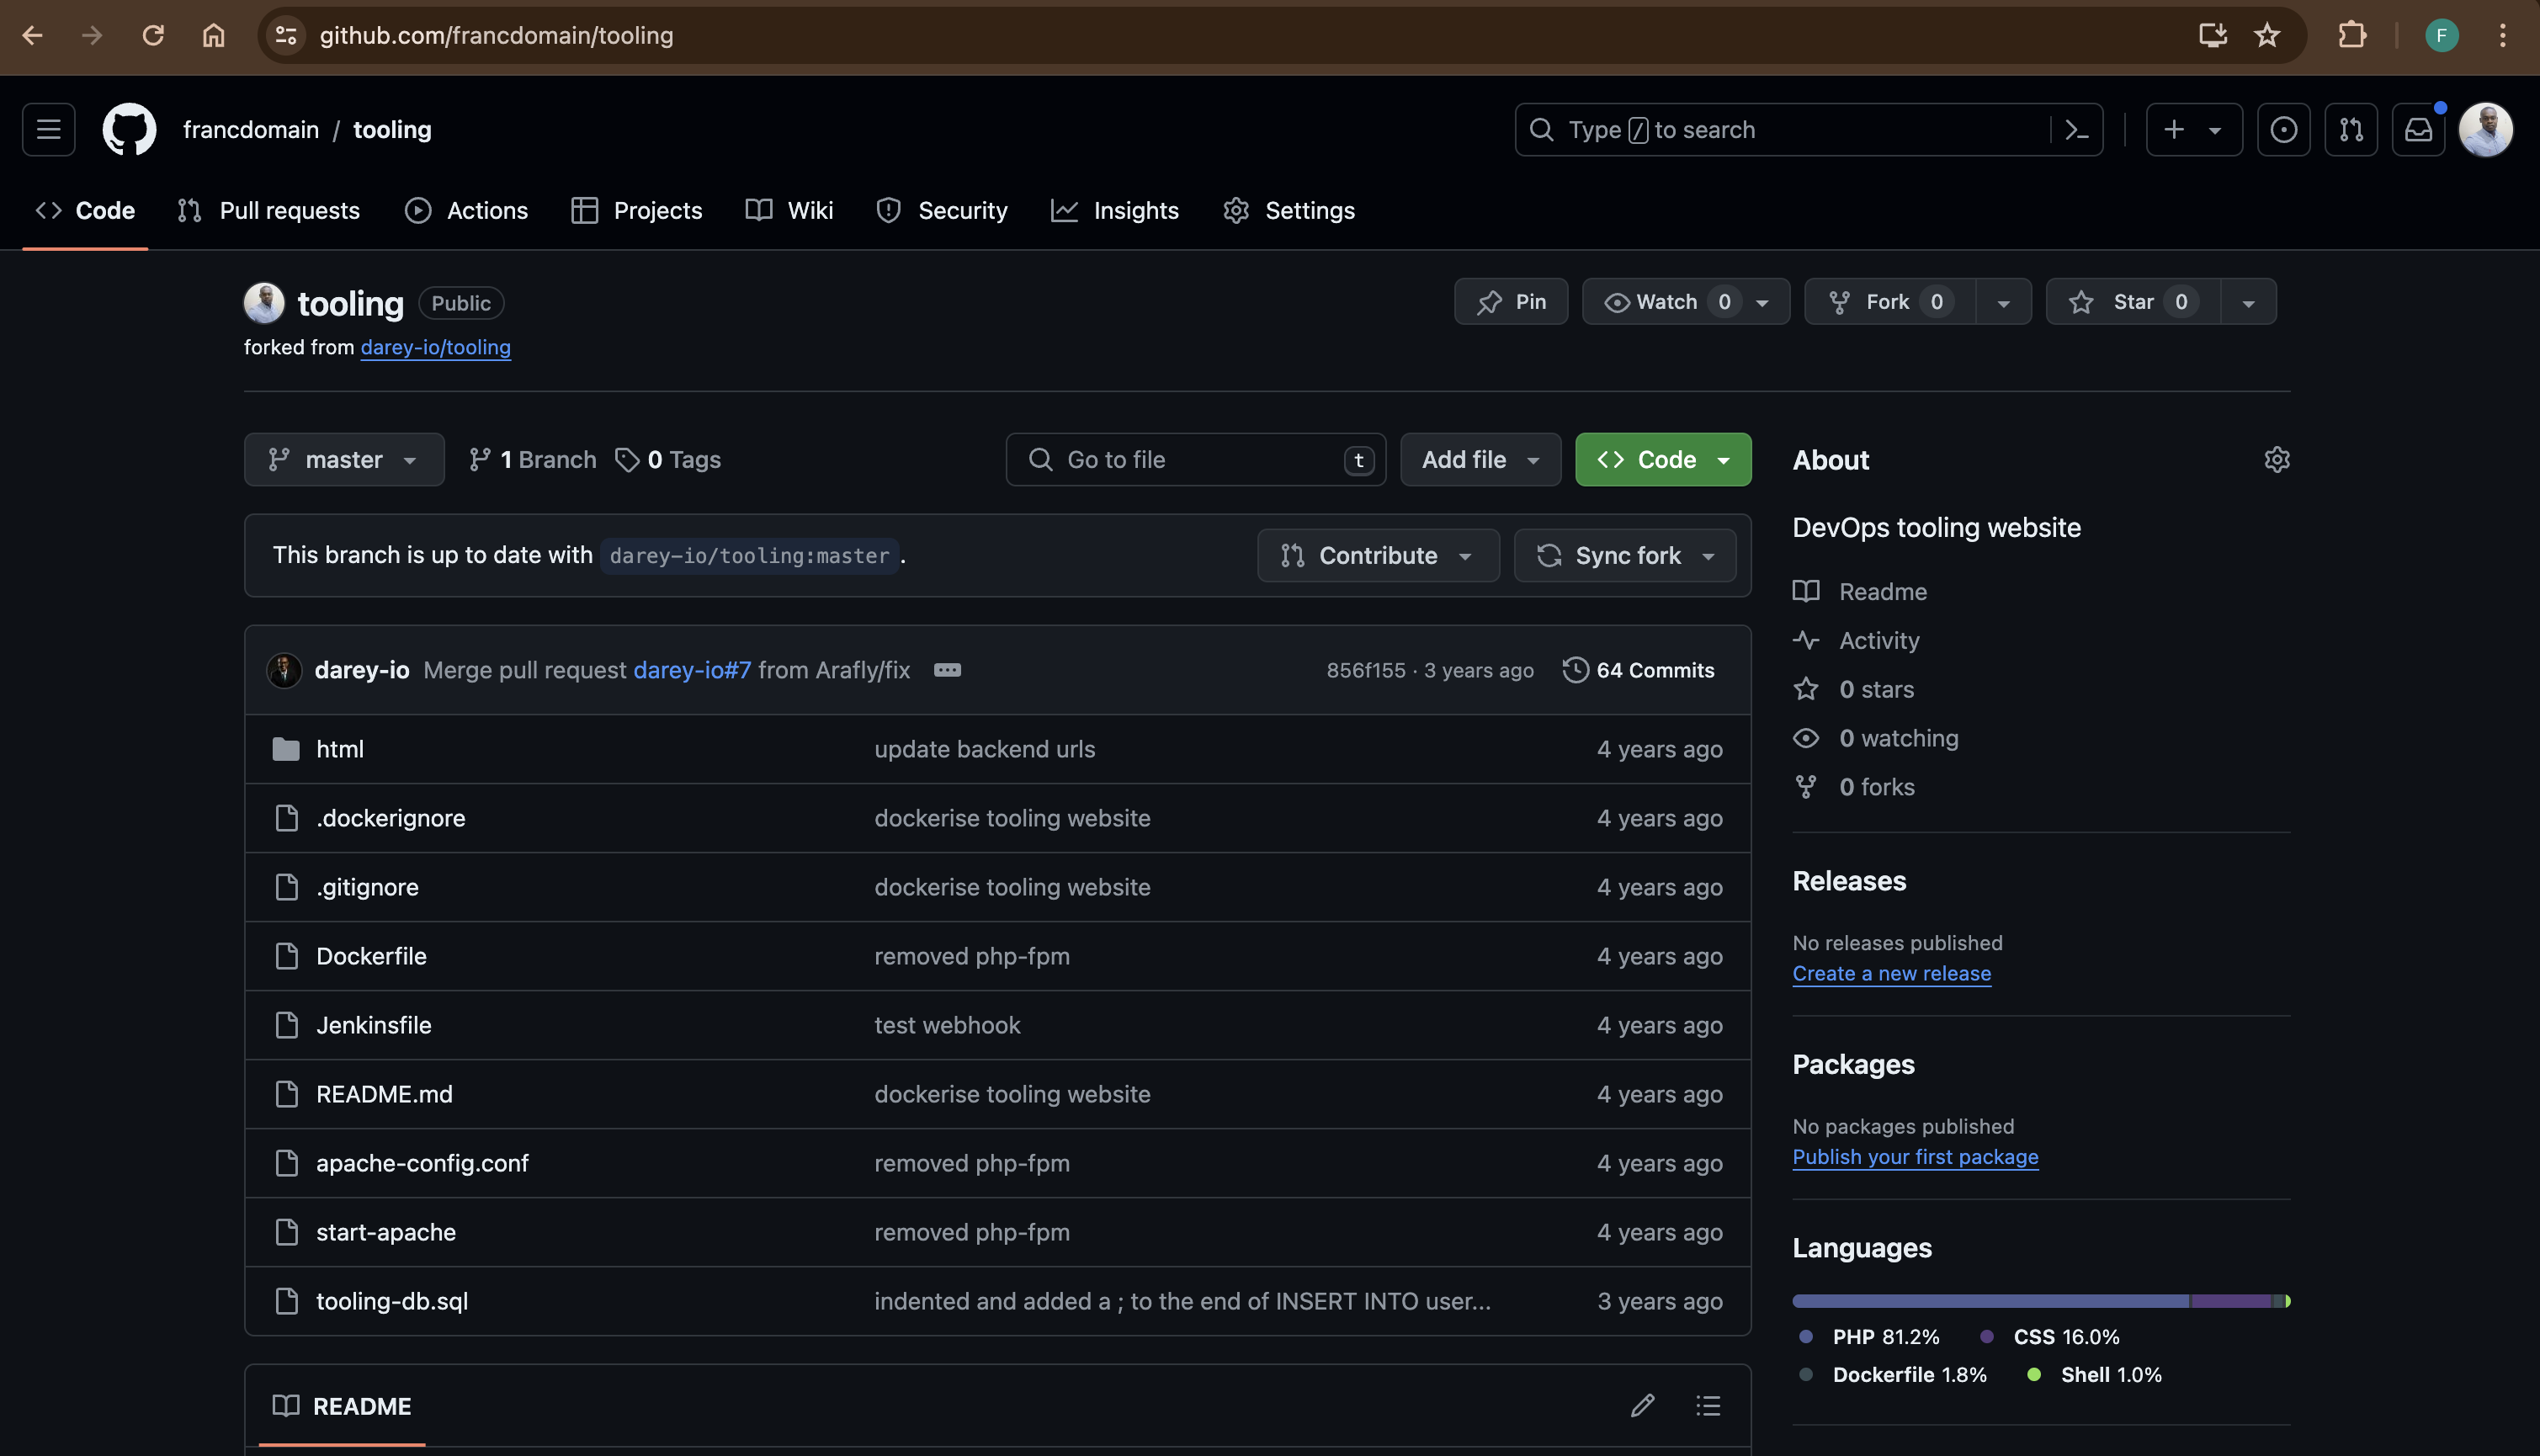 github.com/francdomain/tooling
F
francdomain / tooling
Type / to search
Code Pull requests Actions Projects Wiki Security Insights Settings
tooling Public
forked from darey-io/tooling
Pin Watch 0 Fork 0 Star 0
master 1 Branch 0 Tags
Go to file t Add file Code
This branch is up to date with darey-io/tooling:master .
Contribute Sync fork
darey-io Merge pull request darey-io#7 from Arafly/fix 856f155 · 3 years ago 64 Commits
html update backend urls 4 years ago
.dockerignore dockerise tooling website 4 years ago
.gitignore dockerise tooling website 4 years ago
Dockerfile removed php-fpm 4 years ago
Jenkinsfile test webhook 4 years ago
README.md dockerise tooling website 4 years ago
apache-config.conf removed php-fpm 4 years ago
start-apache removed php-fpm 4 years ago
tooling-db.sql indented and added a ; to the end of INSERT INTO user... 3 years ago
README
About
DevOps tooling website
Readme
Activity
0 stars
0 watching
0 forks
Releases
No releases published
Create a new release
Packages
No packages published
Publish your first package
Languages
PHP 81.2% CSS 16.0%
Dockerfile 1.8% Shell 1.0%